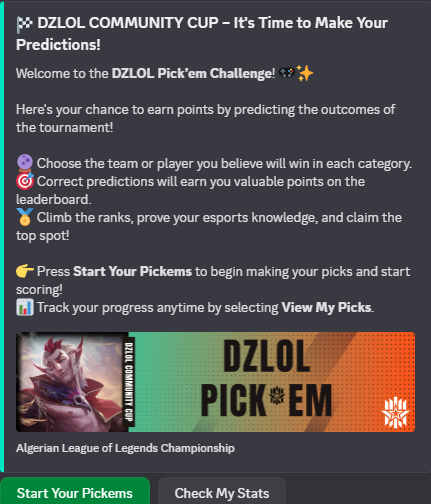 🏁 DZLOL COMMUNITY CUP – It's Time to Make Your
Predictions!
Welcome to the DZLOL Pick'em Challenge! 🎮✨
Here's your chance to earn points by predicting the outcomes of
the tournament!
🔮 Choose the team or player you believe will win in each category.
🎯 Correct predictions will earn you valuable points on the
leaderboard.
🏅 Climb the ranks, prove your esports knowledge, and claim the
top spot!
👉 Press Start Your Pickems to begin making your picks and start
scoring!
📊 Track your progress anytime by selecting View My Picks.
DZLOL COMMUNITY CUP
DZLOL
PICK EM
Algerian League of Legends Championship
Start Your Pickems
Check My Stats